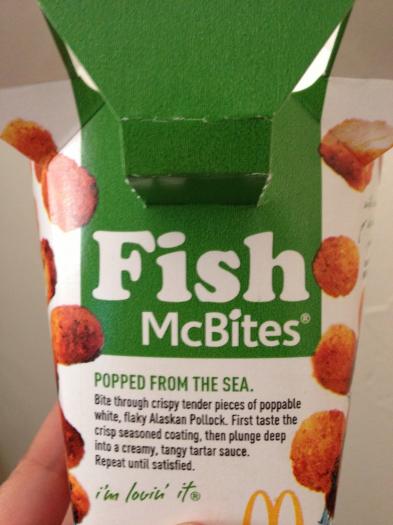 Fish
McBites®
POPPED FROM THE SEA.
Bite through crispy tender pieces of poppable
white, flaky Alaskan Pollock. First taste the
crisp seasoned coating, then plunge deep
into a creamy, tangy tartar sauce.
Repeat until satisfied.
i'm lovin' it®